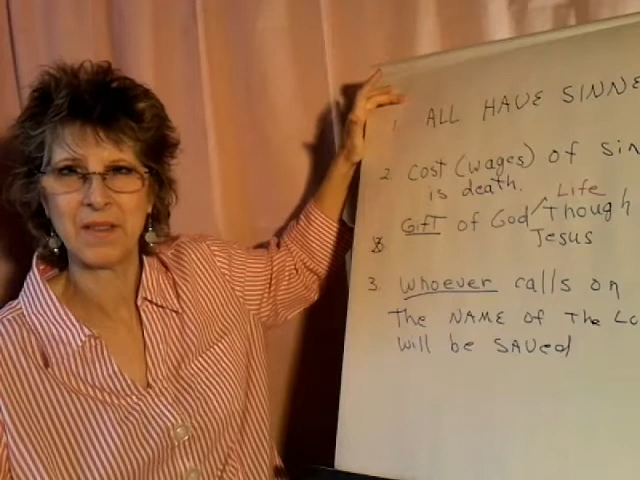 1. ALL HAVE SINNE
2. COST (wages) of SiN
is death.
Life
& GIFT of God/Though
Jesus
3. Whoever calls on
The NAME OF THE Lo
will be SAVED